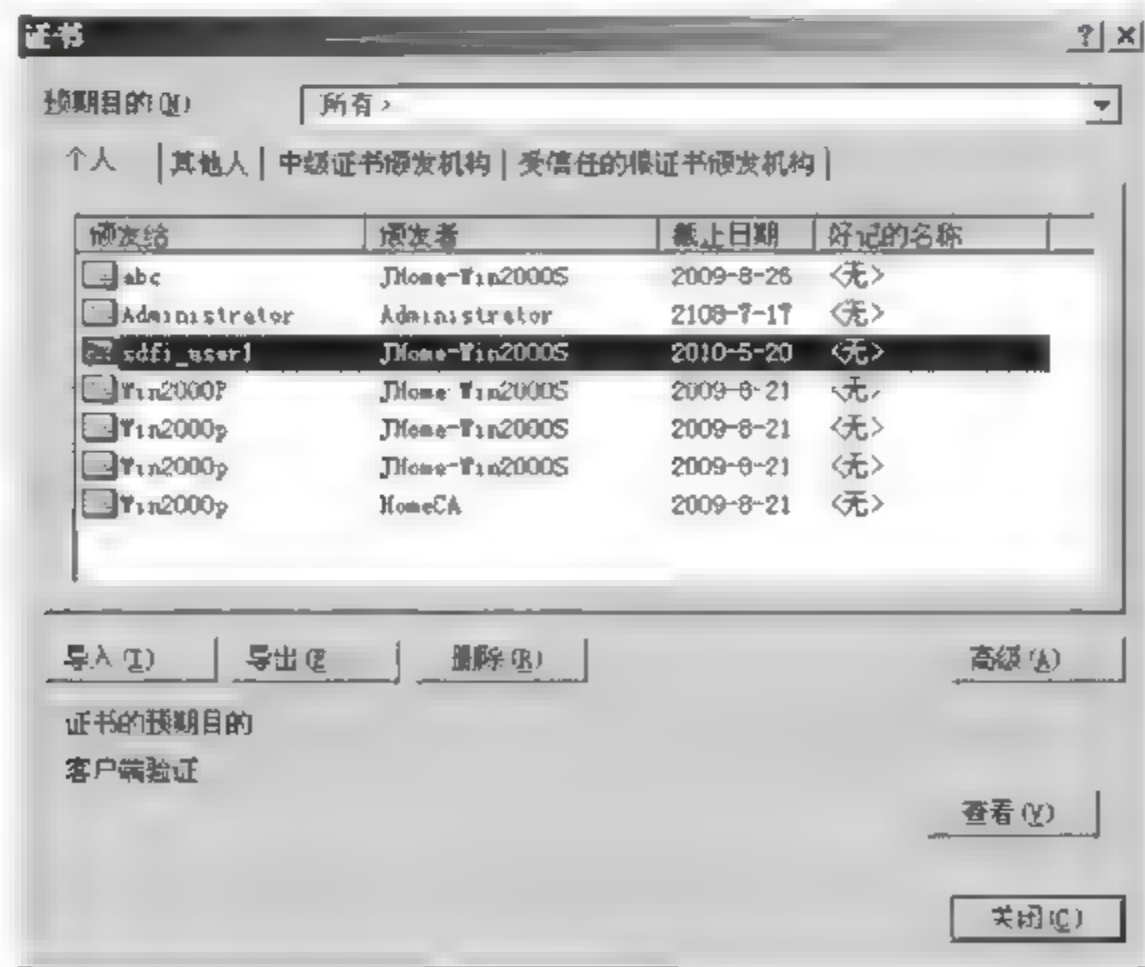 证书
预期目的(N) 所有>
个人 其他人 中级证书颁发机构 受信任的根证书颁发机构
颁发给 颁发者 截止日期 好记的名称
abc JHome-Win2000S 2009-8-26 <无>
Administrator Administrator 2108-7-17 <无>
sdfi_user1 JHome-Win2000S 2010-5-20 <无>
Win2000P JHome-Win2000S 2009-8-21 <无>
Win2000p JHome-Win2000S 2009-8-21 <无>
Win2000p JHome-Win2000S 2009-8-21 <无>
Win2000p HomeCA 2009-8-21 <无>
导入(I) 导出(E 删除(R) 高级(A)
证书的预期目的
客户端验证
查看(V)
关闭(C)